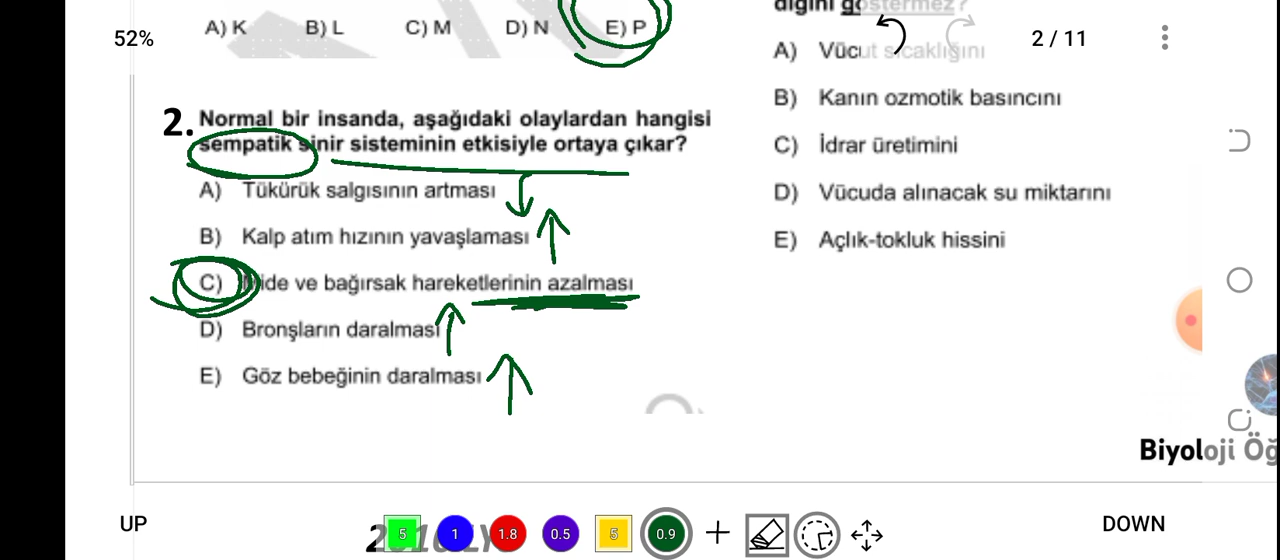 52%
A) K B) L C) M D) N E) P
2. Normal bir insanda, aşağıdaki olaylardan hangisi
sempatik sinir sisteminin etkisiyle ortaya çıkar?
A) Tükürük salgısının artması
B) Kalp atım hızının yavaşlaması
C) Mide ve bağırsak hareketlerinin azalması
D) Bronşların daralması
E) Göz bebeğinin daralması
göstermez?
2 / 11
A) Vücut sıcaklığını
B) Kanın ozmotik basıncını
C) İdrar üretimini
D) Vücuda alınacak su miktarını
E) Açlık-tokluk hissini
Biyoloji Öğ
UP
5 1 1.8 0.5 5 0.9
DOWN